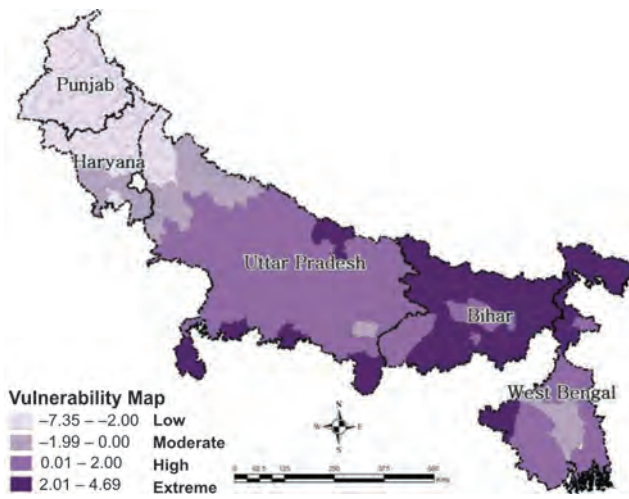 Punjab
Haryana
Uttar Pradesh
Bihar
West Bengal
Vulnerability Map
−7.35 – −2.00 Low
−1.99 – 0.00 Moderate
0.01 – 2.00 High
2.01 – 4.69 Extreme
N
W E
S